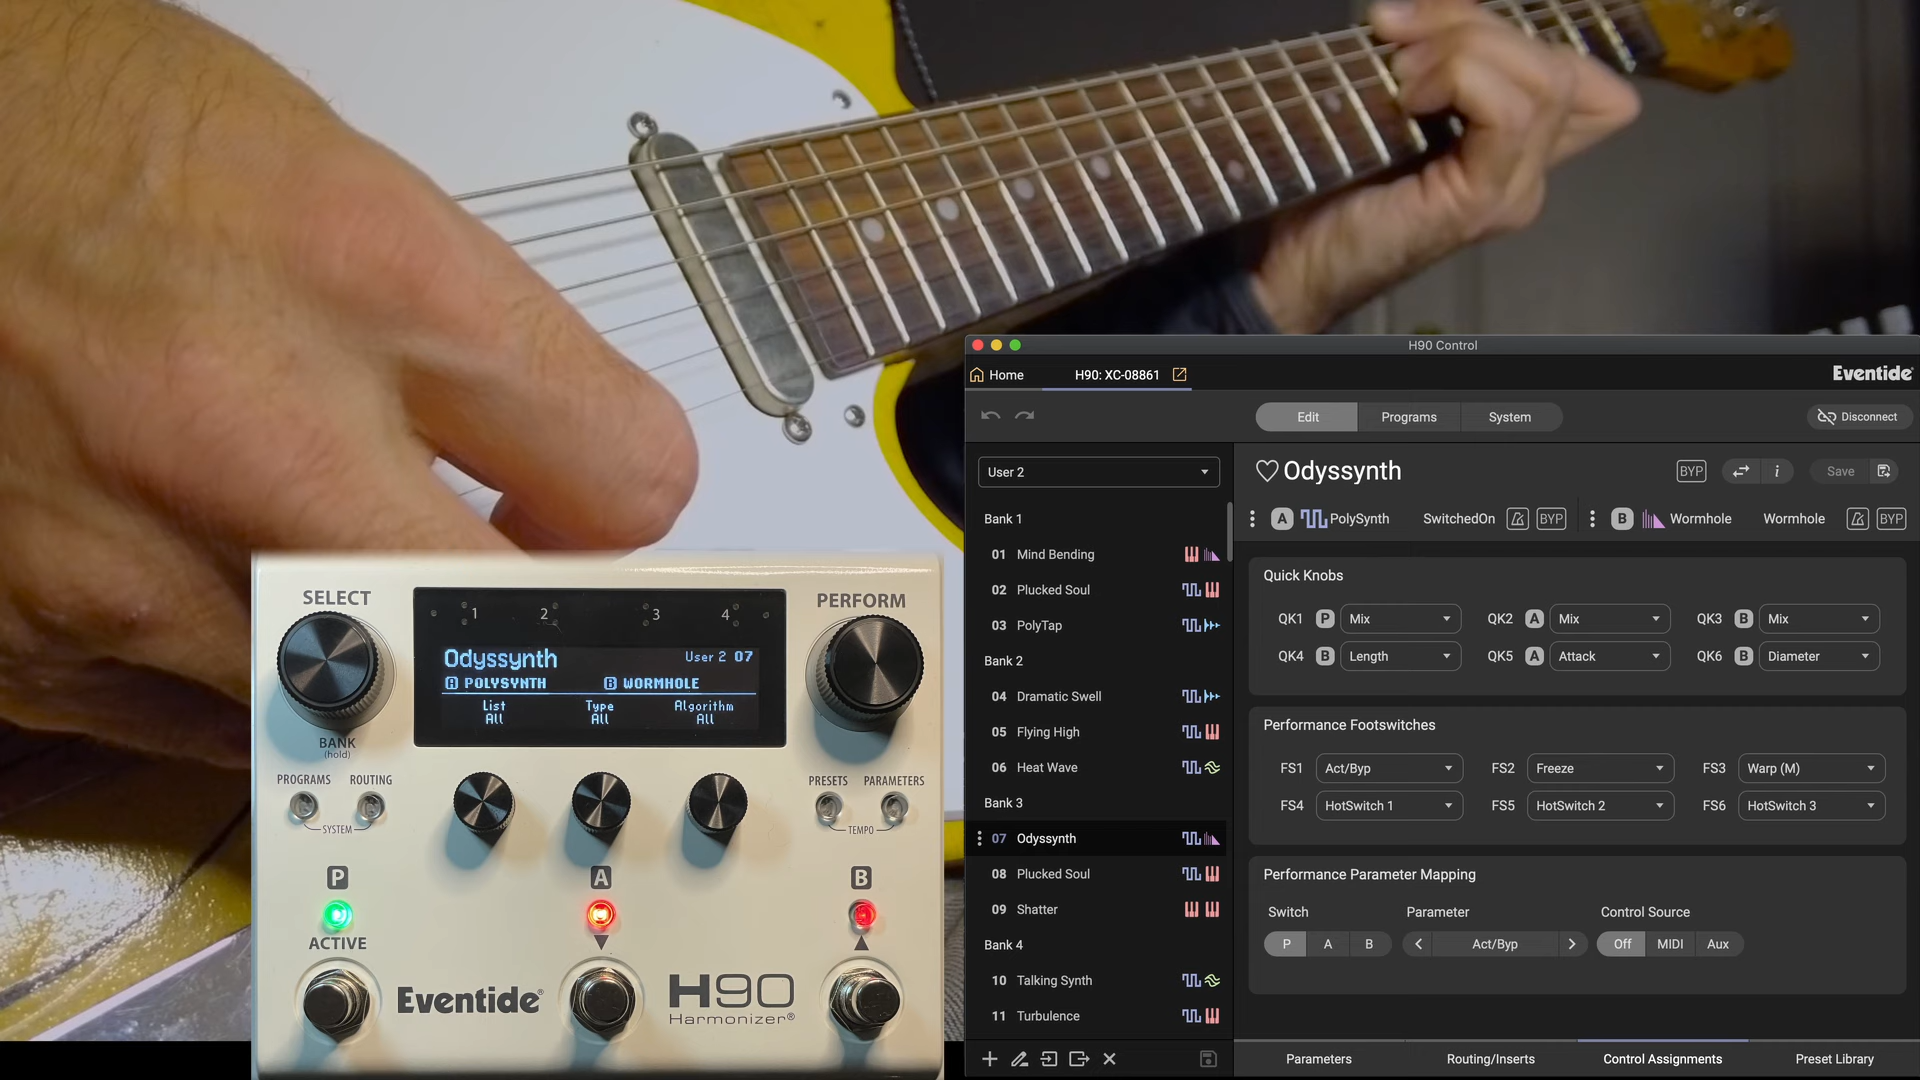 SELECT
PERFORM
1 2 3 4
Odyssynth User 2 07
A POLYSYNTH B WORMHOLE
List Type Algorithm
All All All
BANK
(hold)
PROGRAMS ROUTING
SYSTEM
PRESETS PARAMETERS
TEMPO
P A B
ACTIVE
Eventide®
H90
Harmonizer®
H90 Control
Home
H90: XC-08861
Eventide®
Edit Programs System
Disconnect
User 2
Bank 1
01 Mind Bending
02 Plucked Soul
03 PolyTap
Bank 2
04 Dramatic Swell
05 Flying High
06 Heat Wave
Bank 3
07 Odyssynth
08 Plucked Soul
09 Shatter
Bank 4
10 Talking Synth
11 Turbulence
Odyssynth
BYP i Save
A PolySynth SwitchedOn BYP B Wormhole Wormhole BYP
Quick Knobs
QK1 P Mix QK2 A Mix QK3 B Mix
QK4 B Length QK5 A Attack QK6 B Diameter
Performance Footswitches
FS1 Act/Byp FS2 Freeze FS3 Warp (M)
FS4 HotSwitch 1 FS5 HotSwitch 2 FS6 HotSwitch 3
Performance Parameter Mapping
Switch Parameter Control Source
P A B < Act/Byp > Off MIDI Aux
Parameters Routing/Inserts Control Assignments Preset Library